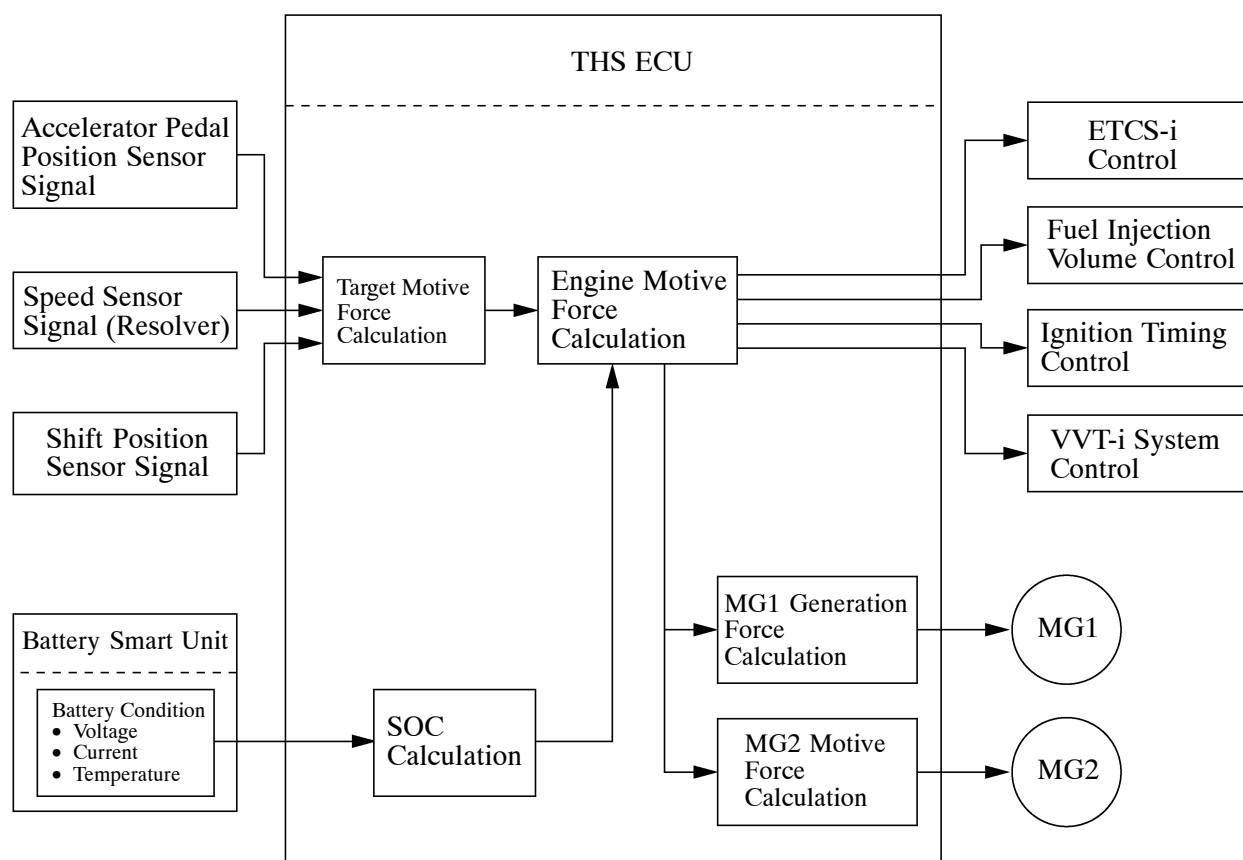 THS ECU
Accelerator Pedal
Position Sensor
Signal
Speed Sensor
Signal (Resolver)
Shift Position
Sensor Signal
Target Motive
Force
Calculation
Engine Motive
Force
Calculation
ETCS-i
Control
Fuel Injection
Volume Control
Ignition Timing
Control
VVT-i System
Control
Battery Smart Unit
Battery Condition
• Voltage
• Current
• Temperature
SOC
Calculation
MG1 Generation
Force
Calculation
MG1
MG2 Motive
Force
Calculation
MG2